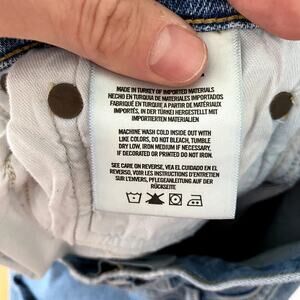 MADE IN TURKEY OF IMPORTED MATERIALS
HECHO EN TURQUIA DE MATERIALES IMPORTADOS
FABRIQUÉ EN TURQUIE A PARTIR DE MATÉRIAUX
IMPORTÉS, IN DER TÜRKEI HERGESTELLT MIT
IMPORTIERTEN MATERIALIEN
MACHINE WASH COLD INSIDE OUT WITH
LIKE COLORS, DO NOT BLEACH, TUMBLE
DRY LOW, IRON MEDIUM IF NECESSARY,
IF DECORATED OR PRINTED DO NOT IRON.
SEE CARE ON REVERSE, VEA EL CUIDADO EN EL
REVERSO, VOIR LES INSTRUCTIONS D'ENTRETIEN
SUR L'ENVERS, PFLEGEANLEITUNG AUF DER
RÜCKSEITE